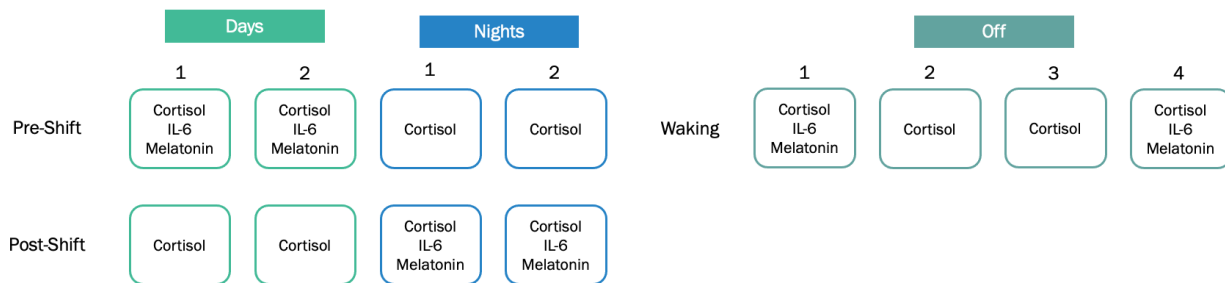 Days
Nights
Off
1
2
1
2
1
2
3
4
Pre-Shift
Cortisol
IL-6
Melatonin
Cortisol
IL-6
Melatonin
Cortisol
Cortisol
Waking
Cortisol
IL-6
Melatonin
Cortisol
Cortisol
Cortisol
IL-6
Melatonin
Post-Shift
Cortisol
Cortisol
Cortisol
IL-6
Melatonin
Cortisol
IL-6
Melatonin